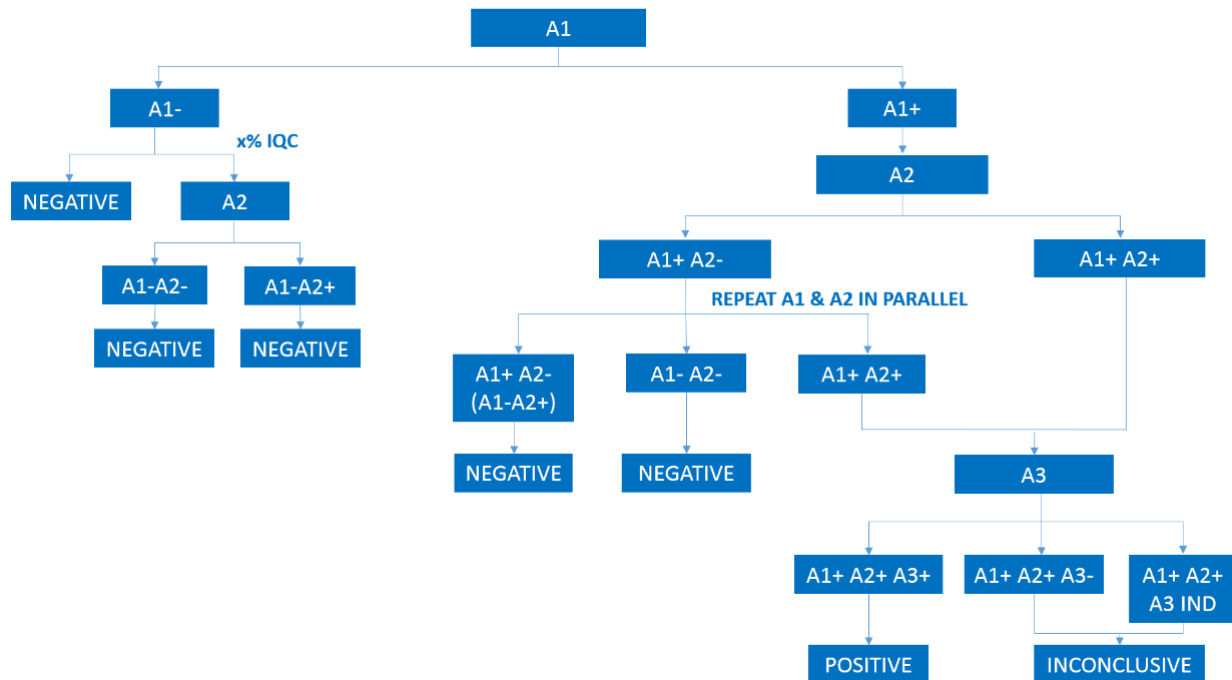 A1
A1-
A1+
x% IQC
A2
NEGATIVE
A2
A1+ A2-
A1+ A2+
A1-A2-
A1-A2+
REPEAT A1 & A2 IN PARALLEL
NEGATIVE
NEGATIVE
A1+ A2-
(A1-A2+)
A1- A2-
A1+ A2+
NEGATIVE
NEGATIVE
A3
A1+ A2+ A3+
A1+ A2+ A3-
A1+ A2+
A3 IND
POSITIVE
INCONCLUSIVE